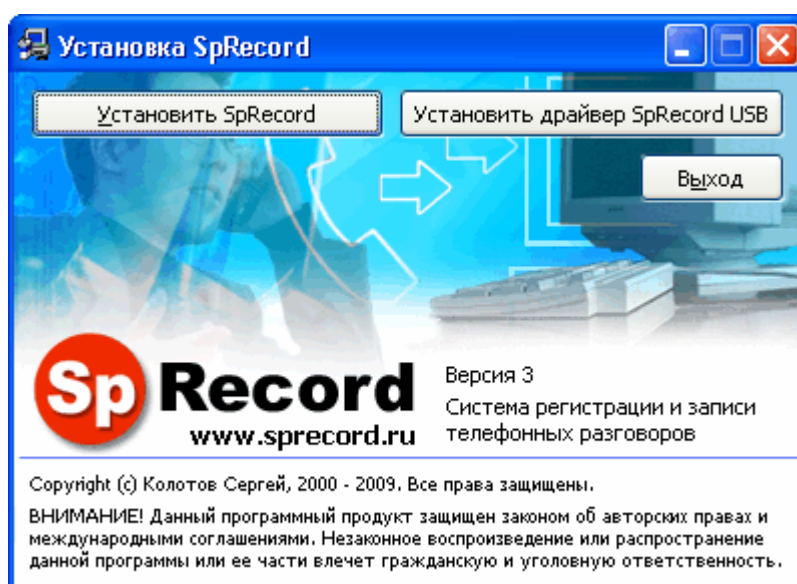 Установка SpRecord
Установить SpRecord
Установить драйвер SpRecord USB
Выход
Sp Record
www.sprecord.ru
Версия 3
Система регистрации и записи
телефонных разговоров
Copyright (c) Колотов Сергей, 2000 - 2009. Все права защищены.
ВНИМАНИЕ! Данный программный продукт защищен законом об авторских правах и
международными соглашениями. Незаконное воспроизведение или распространение
данной программы или ее части влечет гражданскую и уголовную ответственность.